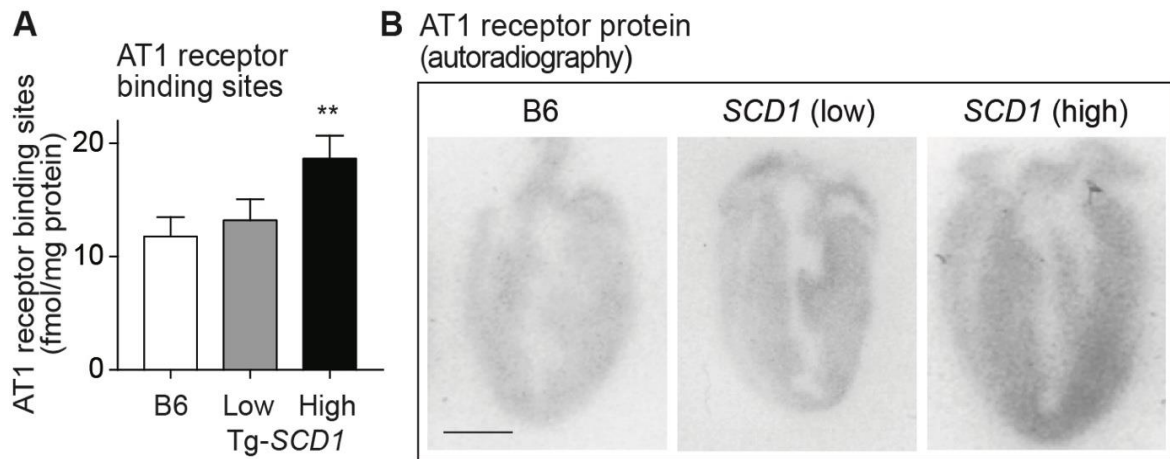 A
AT1 receptor
binding sites
**
AT1 receptor binding sites
(fmol/mg protein)
20
10
0
B6 Low High
Tg-SCD1
B AT1 receptor protein
(autoradiography)
B6 SCD1 (low) SCD1 (high)